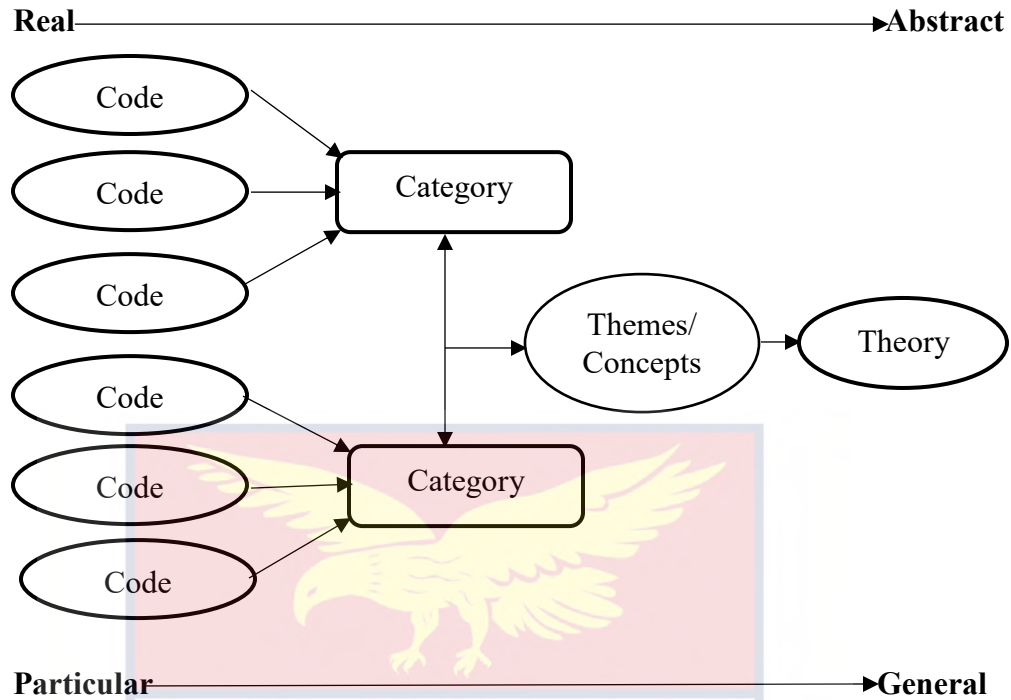 Real Abstract
Code
Code
Category
Code
Themes/
Concepts
Theory
Code
Code
Category
Code
Particular General